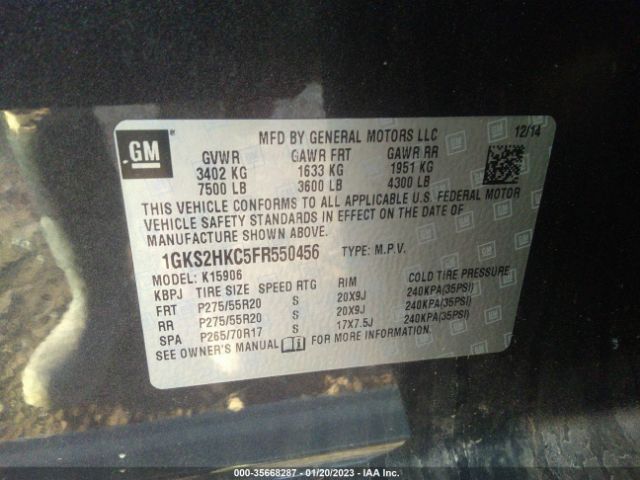 GM
MFD BY GENERAL MOTORS LLC 12/14
GVWR GAWR FRT GAWR RR
3402 KG 1633 KG 1951 KG
7500 LB 3600 LB 4300 LB
THIS VEHICLE CONFORMS TO ALL APPLICABLE U.S. FEDERAL MOTOR
VEHICLE SAFETY STANDARDS IN EFFECT ON THE DATE OF
MANUFACTURE SHOWN ABOVE.
1GKS2HKC5FR550456 TYPE: M.P.V.
MODEL: K15906
KBPJ TIRE SIZE SPEED RTG RIM COLD TIRE PRESSURE
FRT P275/55R20 S 20X9J 240KPA(35PSI)
RR P275/55R20 S 20X9J 240KPA(35PSI)
SPA P265/70R17 S 17X7.5J 240KPA(35PSI)
SEE OWNER'S MANUAL FOR MORE INFORMATION.
000-35668287 - 01/20/2023 - IAA Inc.